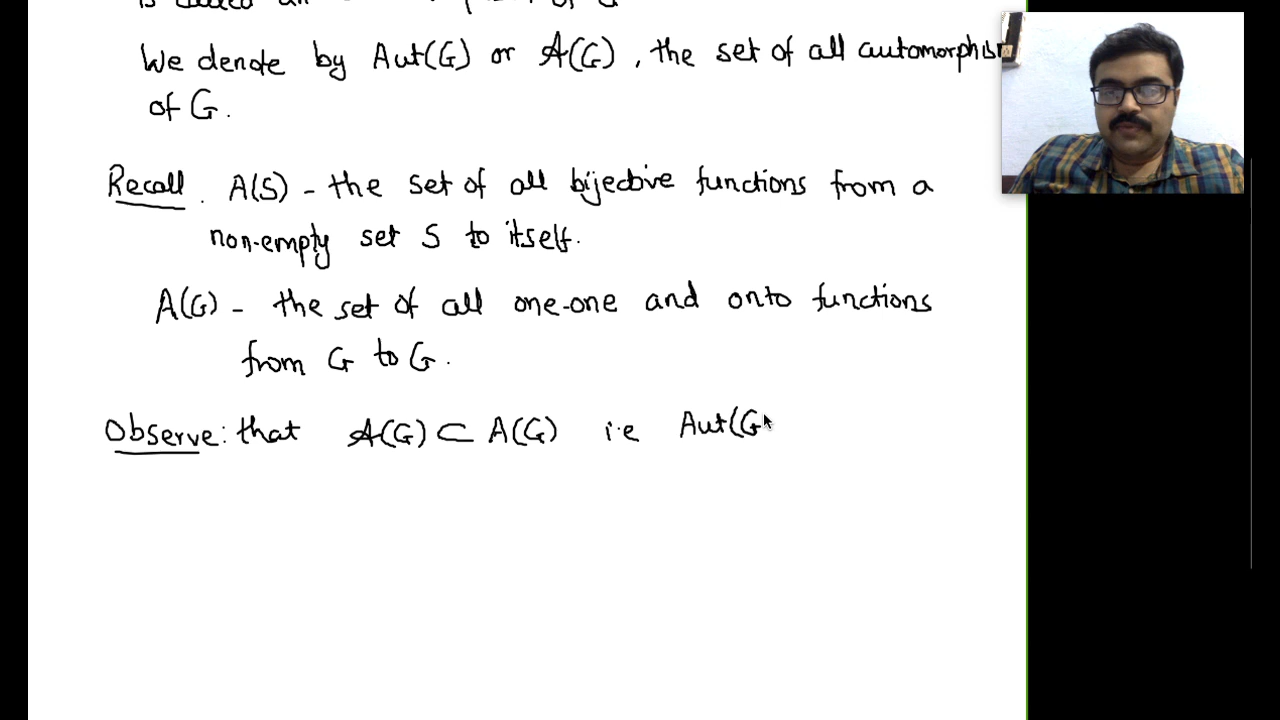 We denote by Aut(G) or 𝒜(G), the set of all automorphism
of G.
Recall. A(S) - the set of all bijective functions from a
non-empty set S to itself.
A(G) - the set of all one-one and onto functions
from G to G.
Observe: that 𝒜(G) ⊂ A(G) i.e Aut(G